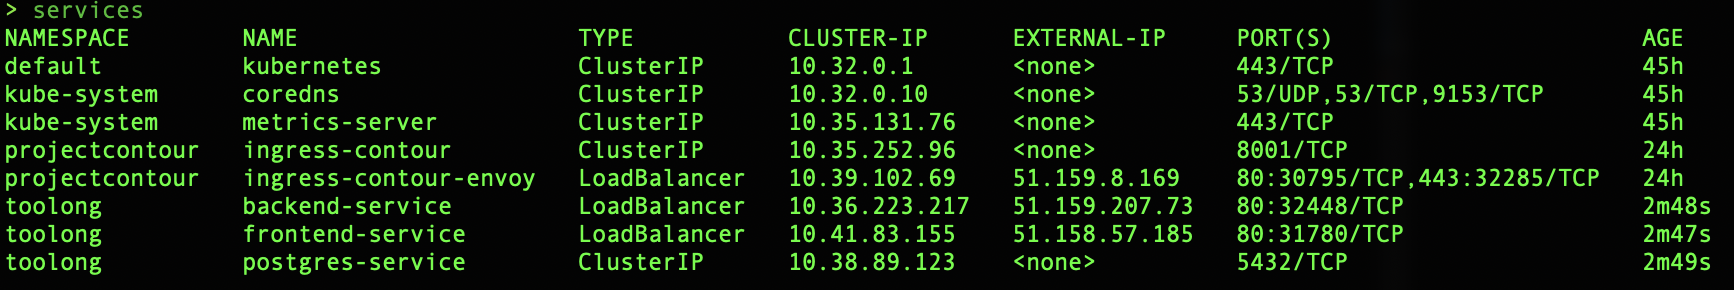 > services
NAMESPACE NAME TYPE CLUSTER-IP EXTERNAL-IP PORT(S) AGE
default kubernetes ClusterIP 10.32.0.1 <none> 443/TCP 45h
kube-system coredns ClusterIP 10.32.0.10 <none> 53/UDP,53/TCP,9153/TCP 45h
kube-system metrics-server ClusterIP 10.35.131.76 <none> 443/TCP 45h
projectcontour ingress-contour ClusterIP 10.35.252.96 <none> 8001/TCP 24h
projectcontour ingress-contour-envoy LoadBalancer 10.39.102.69 51.159.8.169 80:30795/TCP,443:32285/TCP 24h
toolong backend-service LoadBalancer 10.36.223.217 51.159.207.73 80:32448/TCP 2m48s
toolong frontend-service LoadBalancer 10.41.83.155 51.158.57.185 80:31780/TCP 2m47s
toolong postgres-service ClusterIP 10.38.89.123 <none> 5432/TCP 2m49s